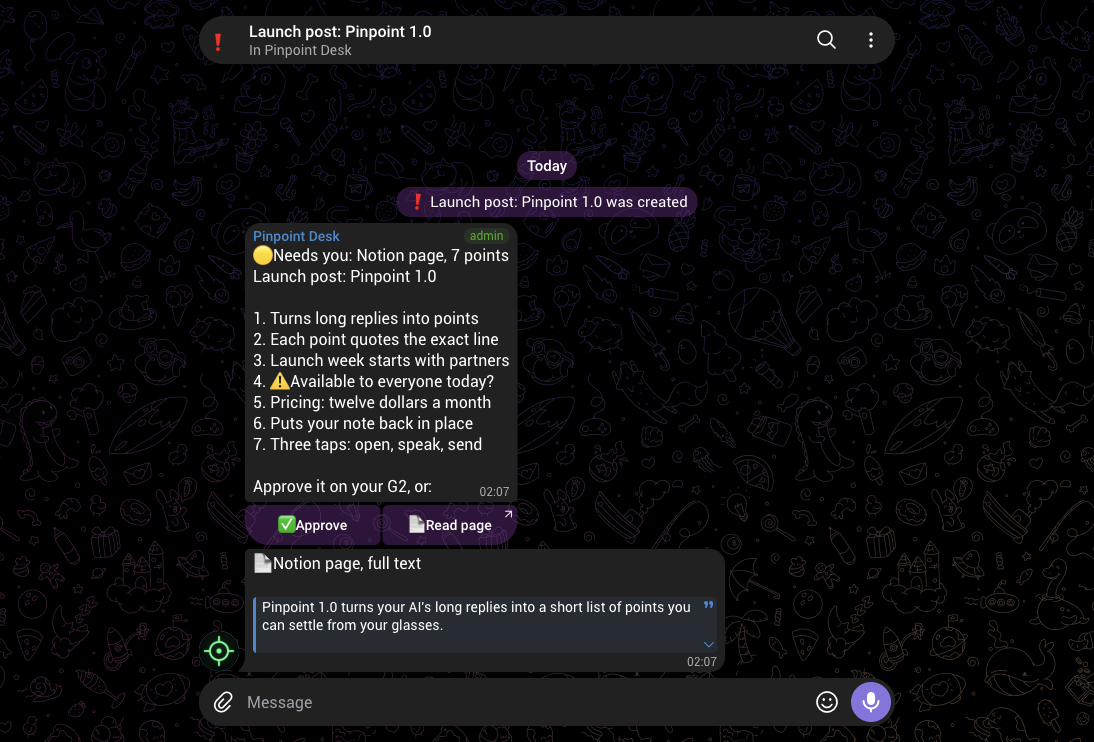 Launch post: Pinpoint 1.0
In Pinpoint Desk
Today
❗ Launch post: Pinpoint 1.0 was created
Pinpoint Desk admin
🟡Needs you: Notion page, 7 points
Launch post: Pinpoint 1.0
1. Turns long replies into points
2. Each point quotes the exact line
3. Launch week starts with partners
4. ⚠️Available to everyone today?
5. Pricing: twelve dollars a month
6. Puts your note back in place
7. Three taps: open, speak, send
Approve it on your G2, or:
02:07
✅Approve
📄Read page
📄Notion page, full text
Pinpoint 1.0 turns your AI's long replies into a short list of points you
can settle from your glasses.
02:07
Message